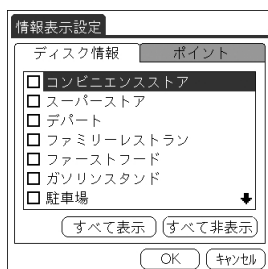 情報表示設定
ディスク情報 ポイント
コンビニエンスストア
スーパーストア
デパート
ファミリーレストラン
ファーストフード
ガソリンスタンド
駐車場
すべて表示 すべて非表示
OK ｷｬﾝｾﾙ